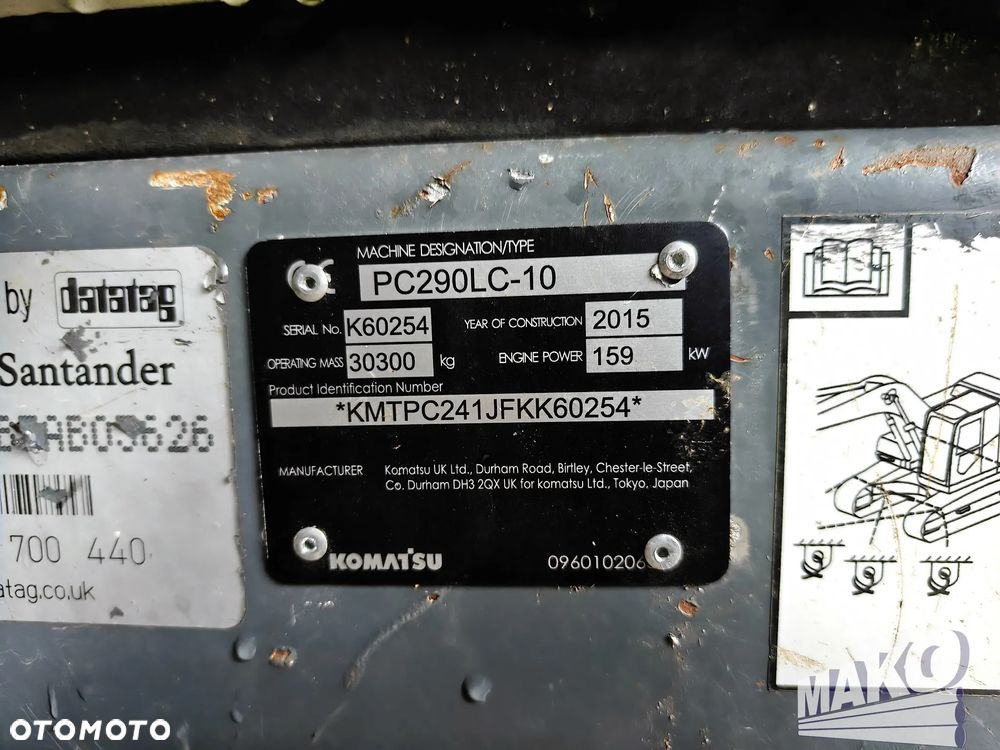 MACHINE DESIGNATION/TYPE
PC290LC-10
SERIAL No. K60254 YEAR OF CONSTRUCTION 2015
OPERATING MASS 30300 kg ENGINE POWER 159 kW
Product Identification Number
*KMTPC241JFKK60254*
MANUFACTURER Komatsu UK Ltd., Durham Road, Birtley, Chester-le-Street,
Co. Durham DH3 2QX UK for komatsu Ltd., Tokyo, Japan
KOMATSU 096010206
by datatag
Santander
700 440
atag.co.uk
MAKO
OTOMOTO